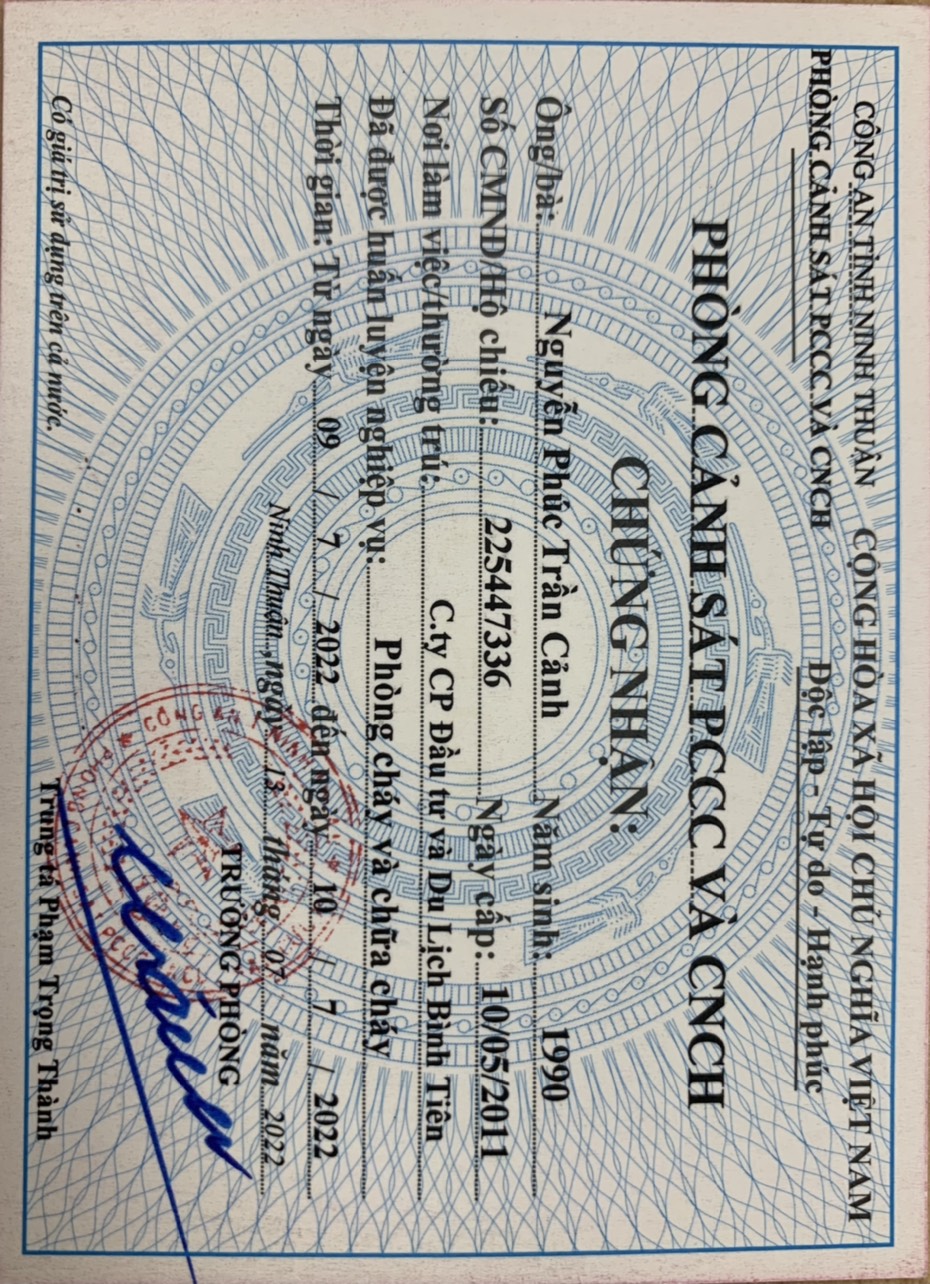 CÔNG AN TỈNH NINH THUẬN CỘNG HÒA XÃ HỘI CHỦ NGHĨA VIỆT NAM
PHÒNG CẢNH SÁT PCCC VÀ CNCH Độc lập - Tự do - Hạnh phúc
PHÒNG CẢNH SÁT PCCC VÀ CNCH
CHỨNG NHẬN:
Ông/bà: Nguyễn Phúc Trần Cảnh Năm sinh: 1990
Số CMND/Hộ chiếu: 225447336 Ngày cấp: 10/05/2011
Nơi làm việc/thường trú: C.ty CP Đầu tư và Du Lịch Bình Tiên
Đã được huấn luyện nghiệp vụ: Phòng cháy và chữa cháy
Thời gian: Từ ngày 09 / 7 / 2022 đến ngày 10 / 7 / 2022
Ninh Thuận, ngày 13 tháng 07 năm 2022
TRƯỞNG PHÒNG
Có giá trị sử dụng trên cả nước.
Trung tá Phạm Trọng Thành